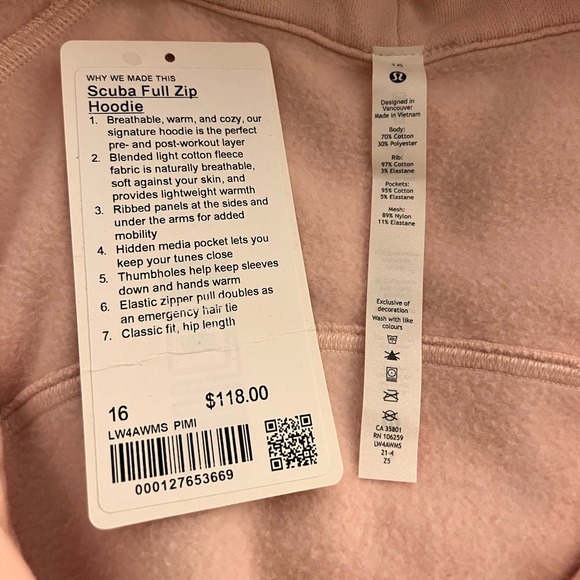 WHY WE MADE THIS
Scuba Full Zip
Hoodie
1. Breathable, warm, and cozy, our
signature hoodie is the perfect
pre- and post-workout layer
2. Blended light cotton fleece
fabric is naturally breathable,
soft against your skin, and
provides lightweight warmth
3. Ribbed panels at the sides and
under the arms for added
mobility
4. Hidden media pocket lets you
keep your tunes close
5. Thumbholes help keep sleeves
down and hands warm
6. Elastic zipper pull doubles as
an emergency hair tie
7. Classic fit, hip length
16 $118.00
LW4AWMS PIMI
000127653669
16
Designed in
Vancouver
Made in Vietnam
Body:
70% Cotton
30% Polyester
Rib:
97% Cotton
3% Elastane
Pockets:
95% Cotton
5% Elastane
Mesh:
89% Nylon
11% Elastane
Exclusive of
decoration
Wash with like
colours
CA 35801
RN 106259
LW4AWMS
21-4
Z5